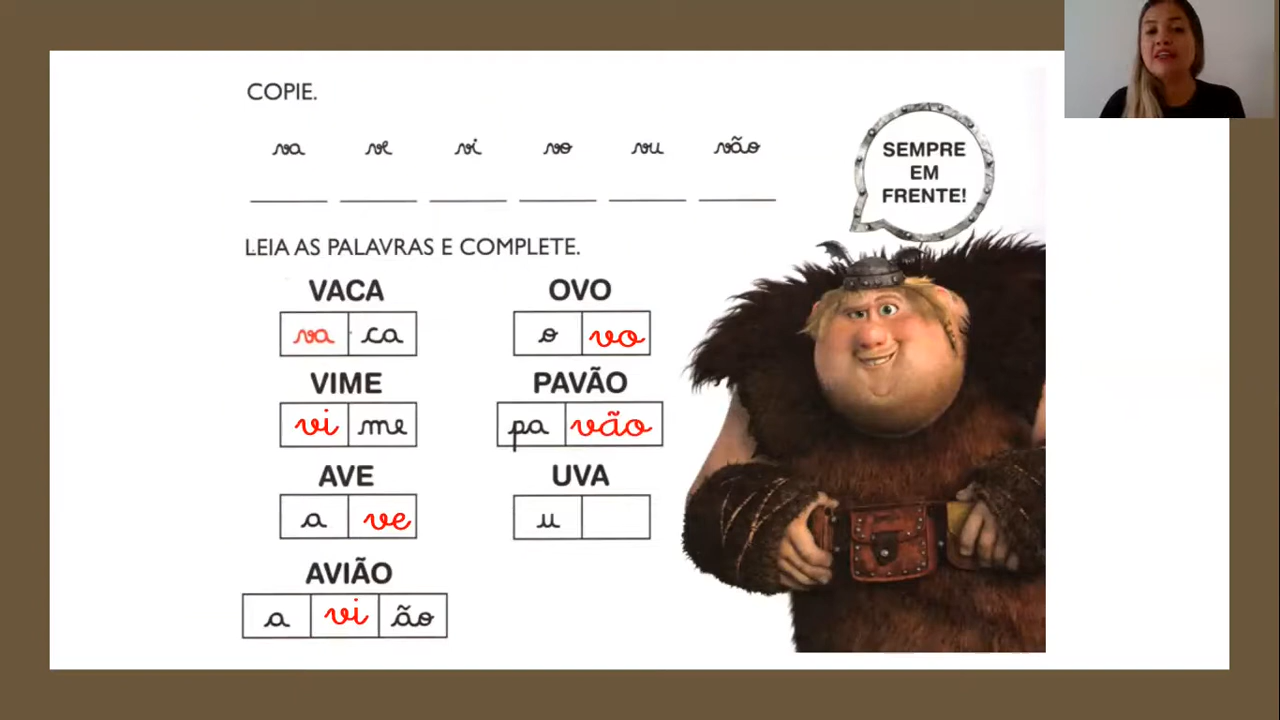 COPIE.
va ve vi vo vu vão
SEMPRE
EM
FRENTE!
LEIA AS PALAVRAS E COMPLETE.
VACA
va ca
VIME
vi me
AVE
a ve
AVIÃO
a vi ão
OVO
o vo
PAVÃO
pa vão
UVA
u